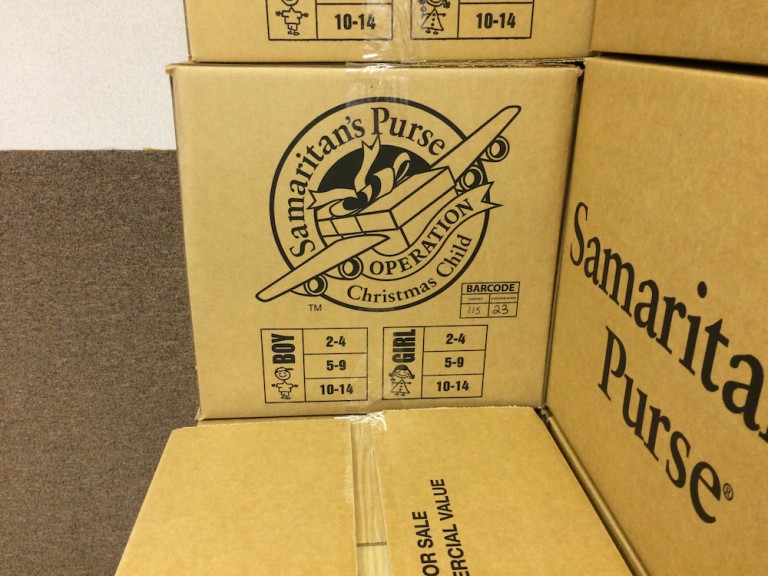 10-14
10-14
Samaritan's Purse
OPERATION
Christmas Child
TM
BARCODE
115 23
BOY
2-4
5-9
10-14
GIRL
2-4
5-9
10-14
Samarita
Purse®
OR SALE
ERCIAL VALUE